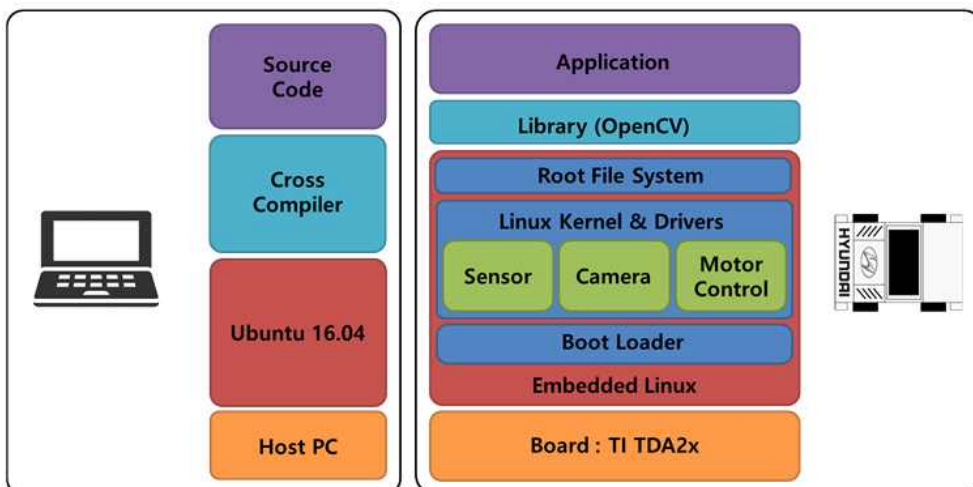 Source
Code
Cross
Compiler
Ubuntu 16.04
Host PC
Application
Library (OpenCV)
Root File System
Linux Kernel & Drivers
Sensor
Camera
Motor
Control
Boot Loader
Embedded Linux
Board : TI TDA2x
HYUNDAI